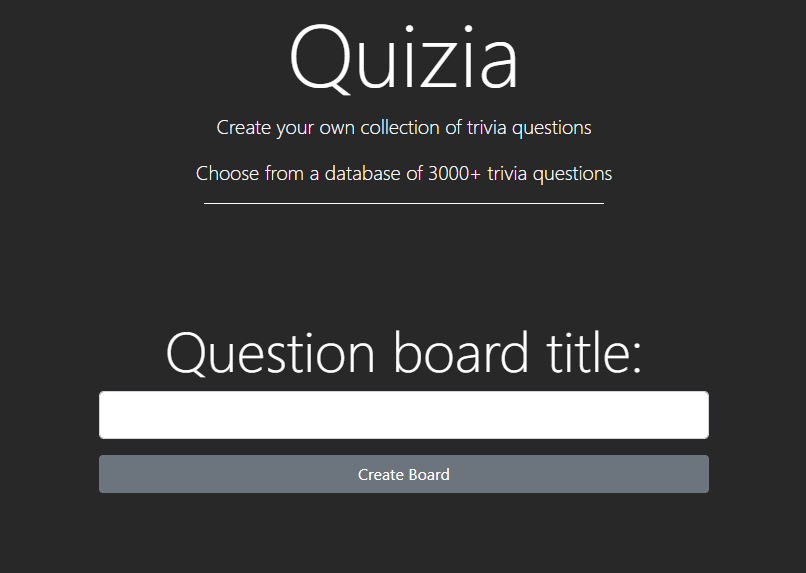 Quizia
Create your own collection of trivia questions
Choose from a database of 3000+ trivia questions
Question board title:
Create Board